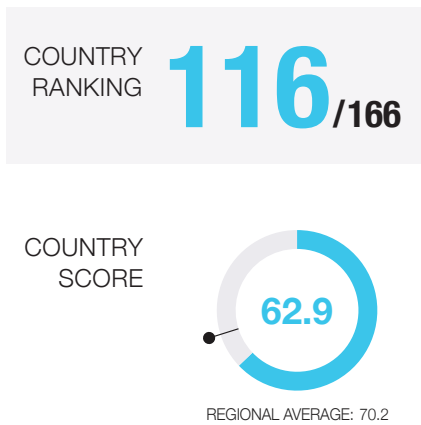 COUNTRY
RANKING
116/166
COUNTRY
SCORE
62.9
REGIONAL AVERAGE: 70.2